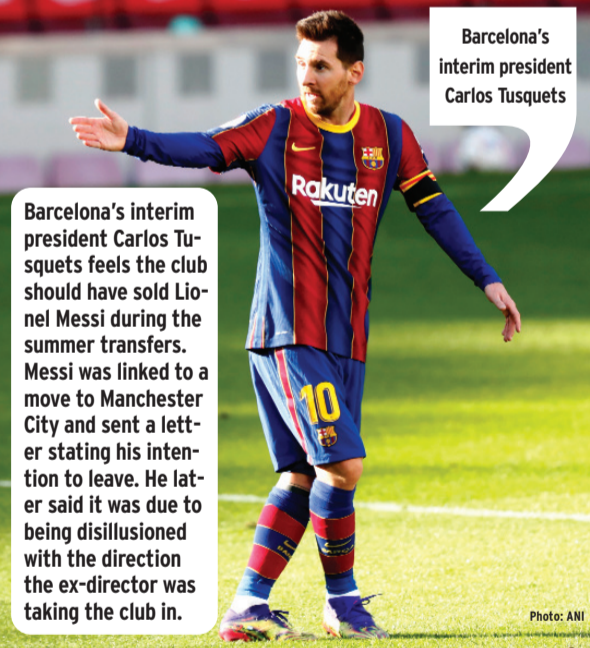 Barcelona's
interim president
Carlos Tusquets
Rakuten
10
Barcelona's interim
president Carlos Tu-
squets feels the club
should have sold Lio-
nel Messi during the
summer transfers.
Messi was linked to a
move to Manchester
City and sent a lett-
er stating his inten-
tion to leave. He lat-
er said it was due to
being disillusioned
with the direction
the ex-director was
taking the club in.
Photo: ANI